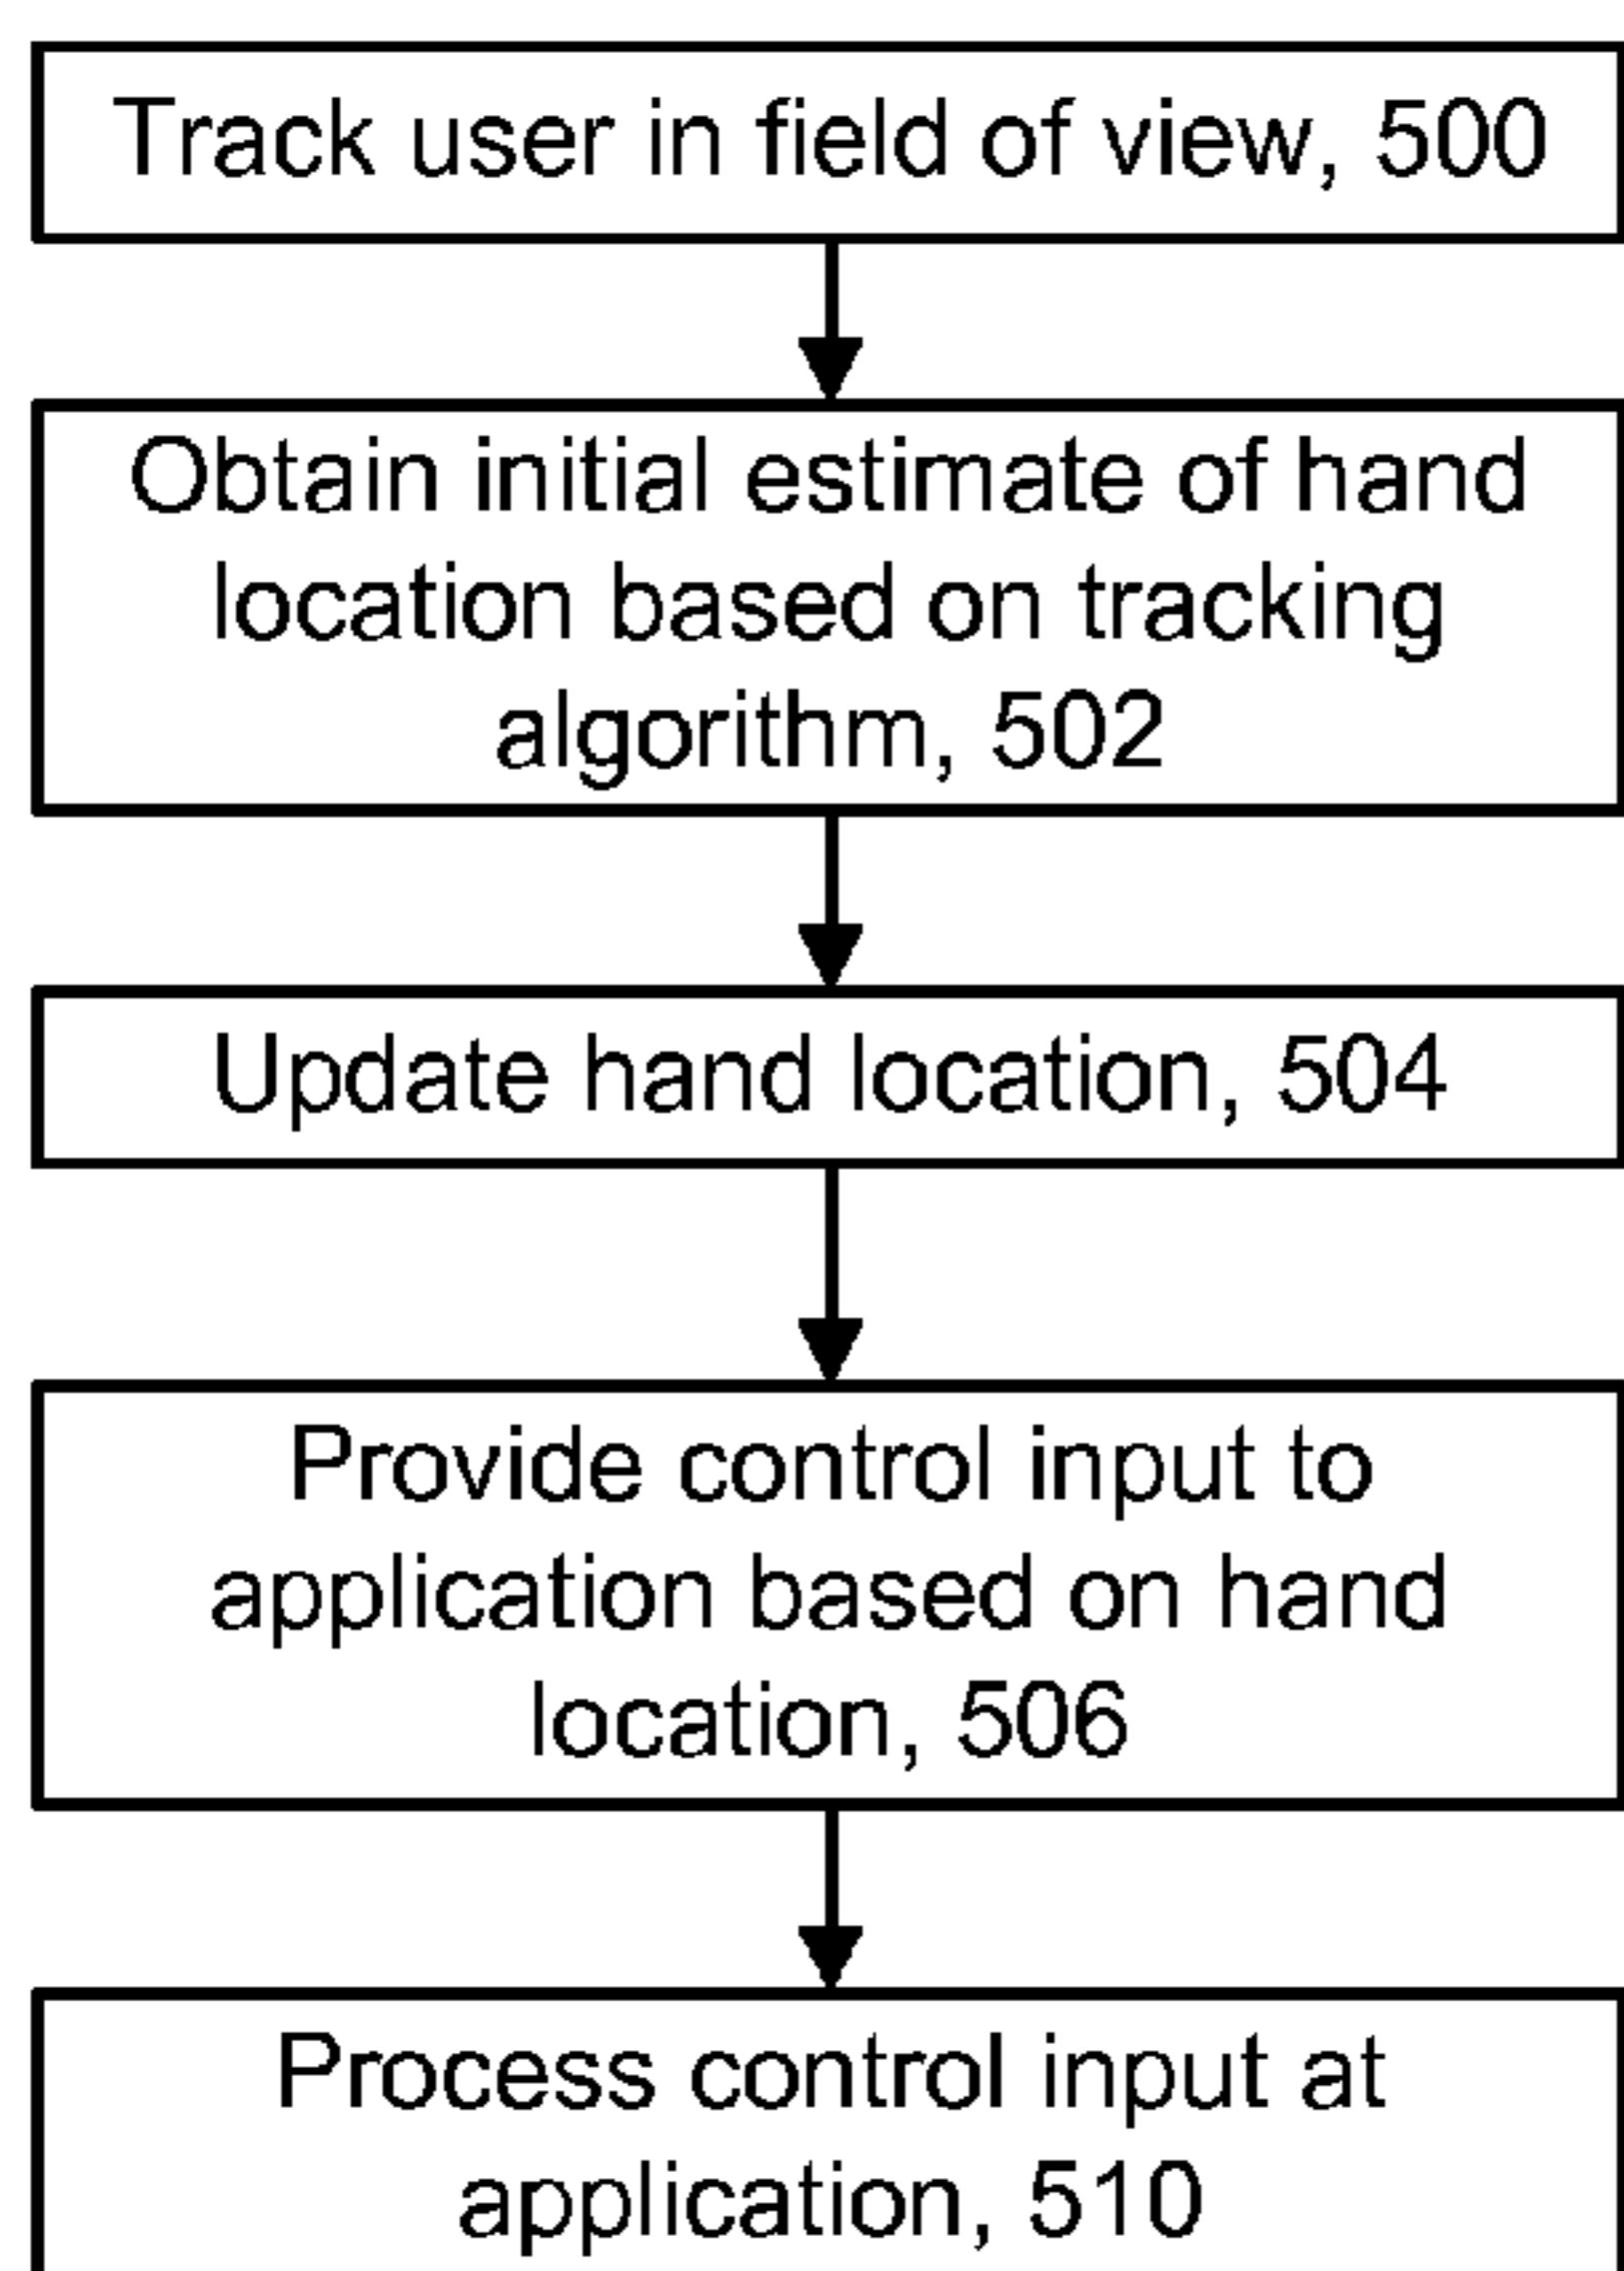 Track user in field of view, 500
Obtain initial estimate of hand
location based on tracking
algorithm, 502
Update hand location, 504
Provide control input to
application based on hand
location, 506
Process control input at
application, 510